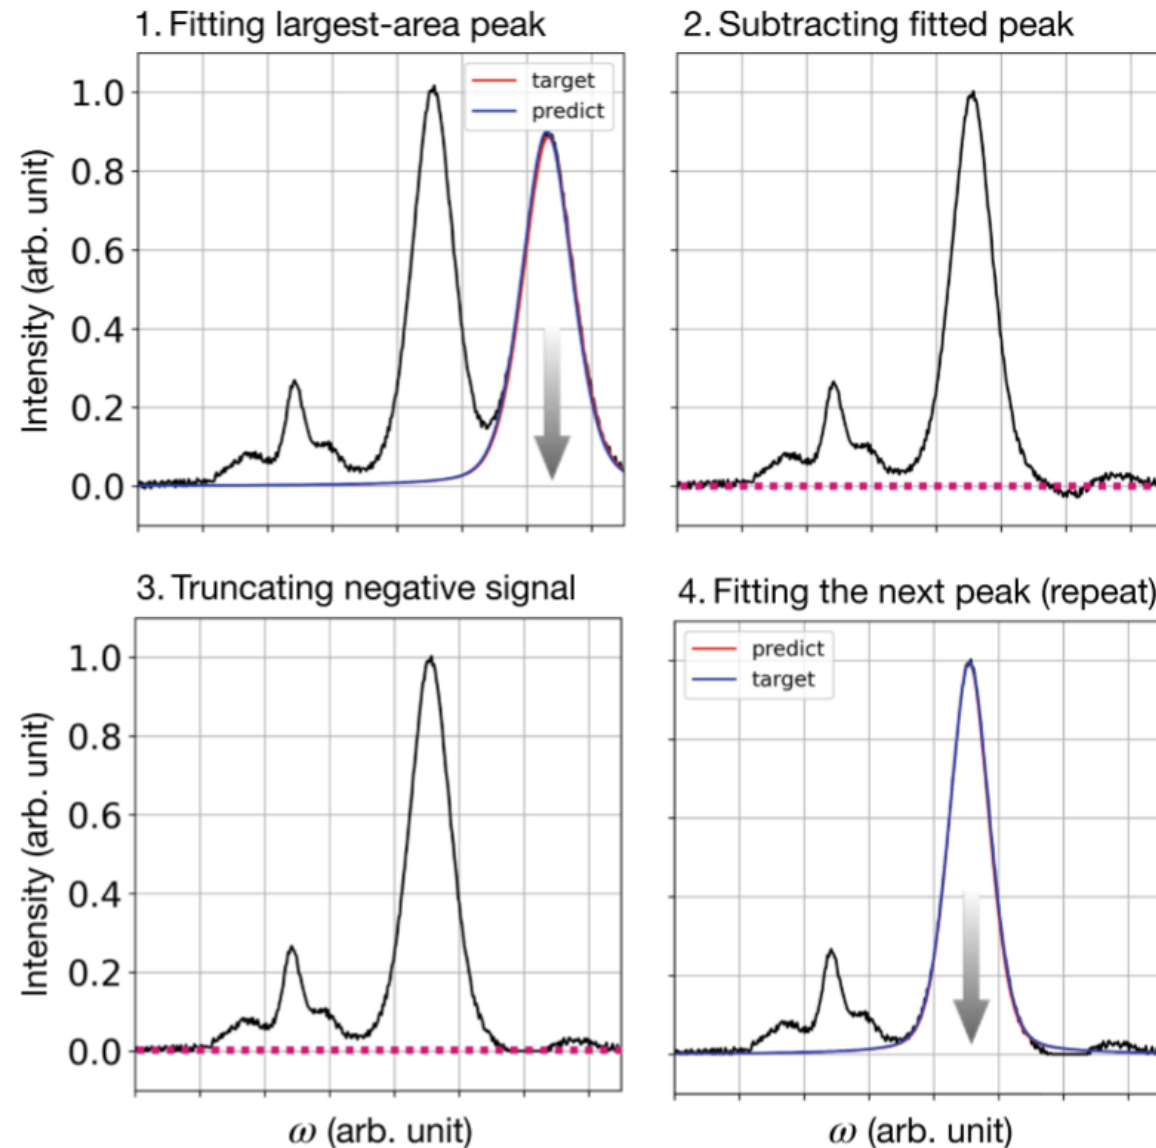 1. Fitting largest-area peak
2. Subtracting fitted peak
target
predict
Intensity (arb. unit)
1.0
0.8
0.6
0.4
0.2
0.0
3. Truncating negative signal
4. Fitting the next peak (repeat)
predict
target
Intensity (arb. unit)
1.0
0.8
0.6
0.4
0.2
0.0
ω (arb. unit)
ω (arb. unit)